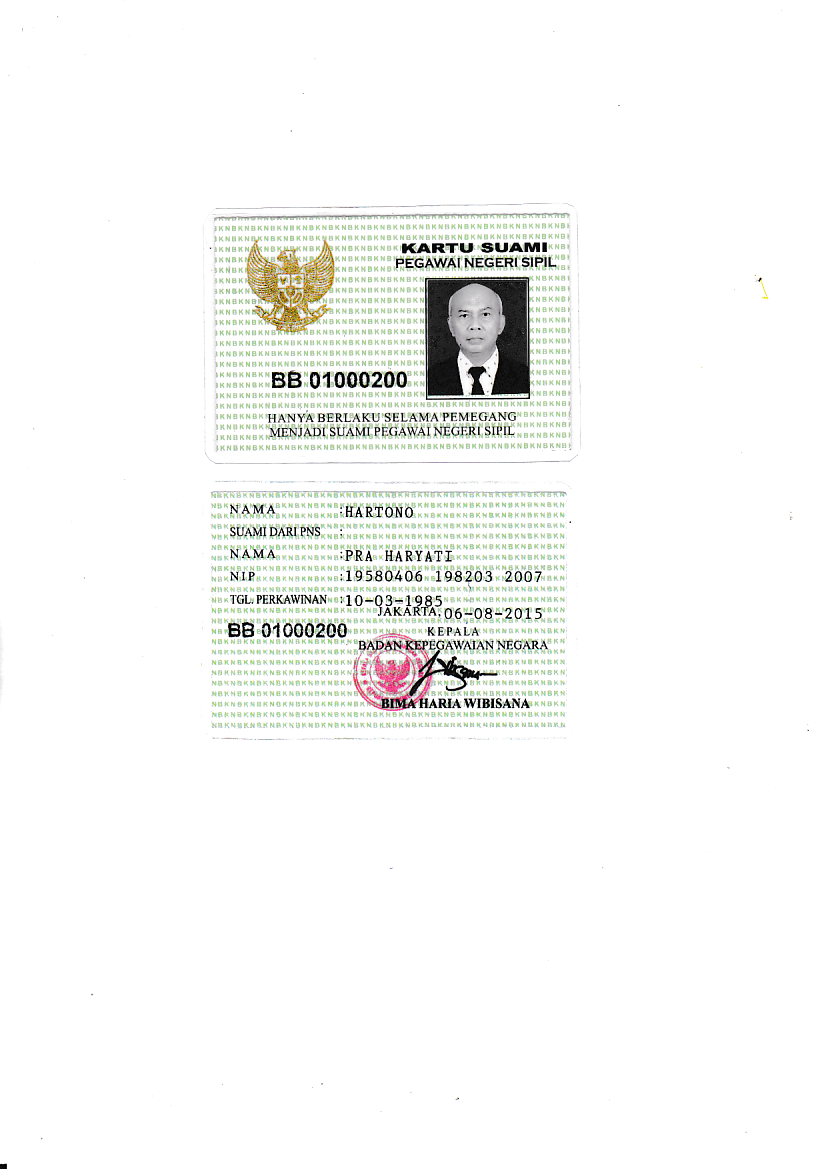 KARTU SUAMI
PEGAWAI NEGERI SIPIL
BB 01000200
HANYA BERLAKU SELAMA PEMEGANG
MENJADI SUAMI PEGAWAI NEGERI SIPIL
NAMA :HARTONO
SUAMI DARI PNS :
NAMA :PRA HARYATI
NIP :19580406 198203 2007
TGL. PERKAWINAN :10-03-1985
JAKARTA, 06-08-2015
BB 01000200 KEPALA
BADAN KEPEGAWAIAN NEGARA
BIMA HARIA WIBISANA